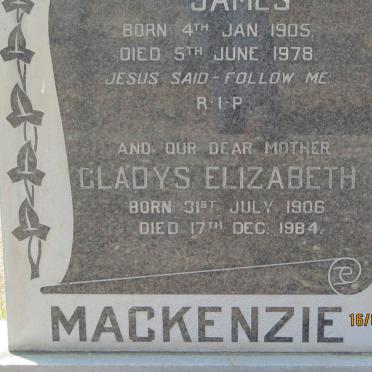 JAMES
BORN 4TH JAN 1905.
DIED 5TH JUNE 1978.
JESUS SAID - FOLLOW ME
R.I.P.
AND OUR DEAR MOTHER
GLADYS ELIZABETH
BORN 31ST JULY 1906
DIED 17TH DEC. 1984.
MACKENZIE
16/